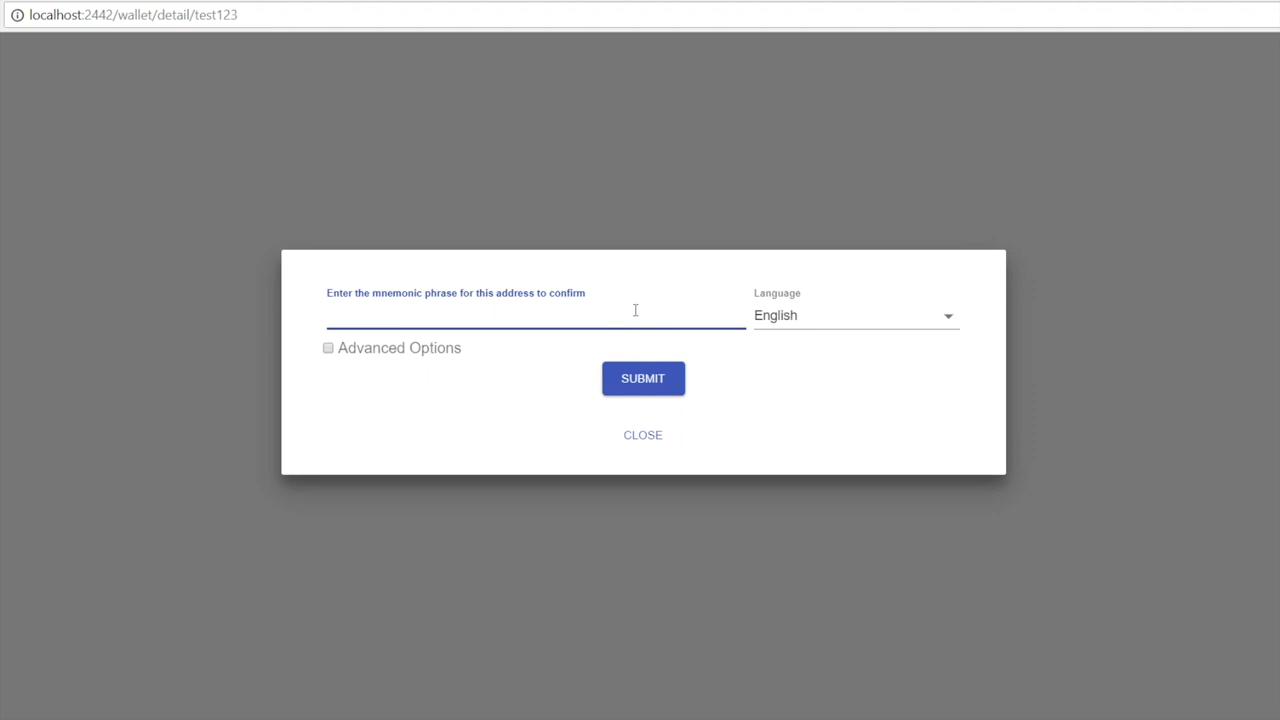 localhost:2442/wallet/detail/test123
Enter the mnemonic phrase for this address to confirm
Language
English
Advanced Options
SUBMIT
CLOSE